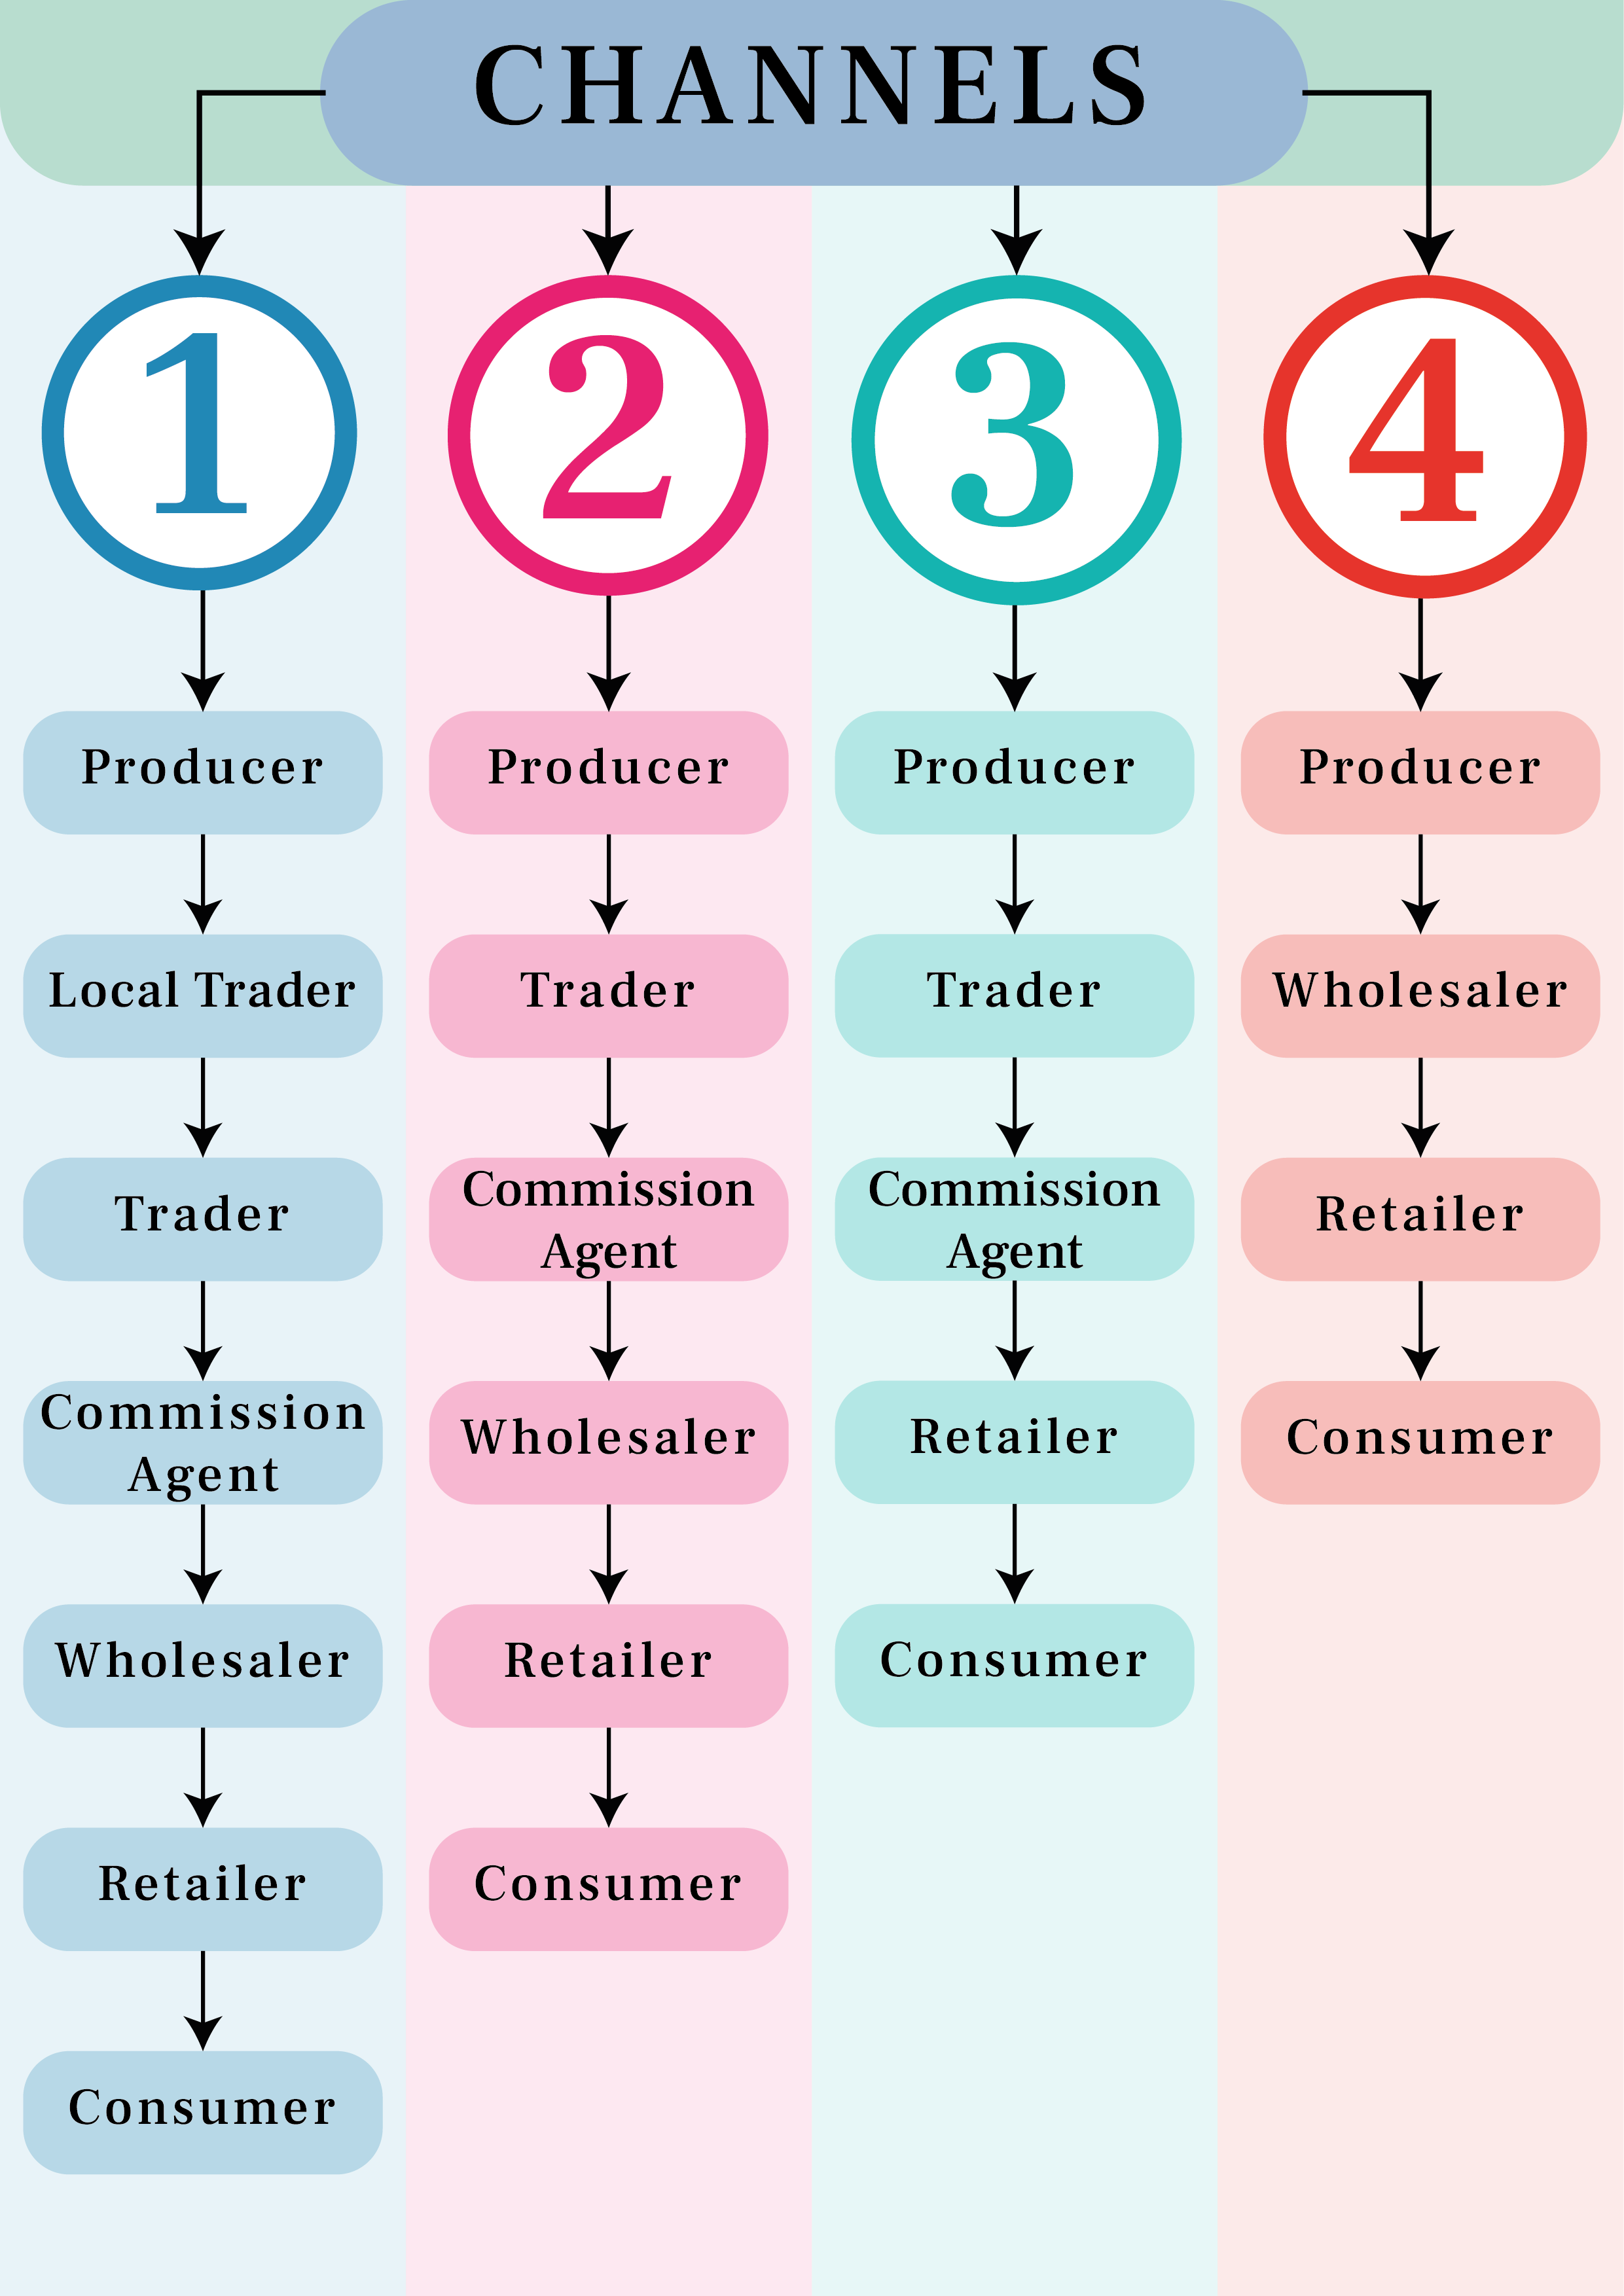 CHANNELS
1
Producer
Local Trader
Trader
Commission
Agent
Wholesaler
Retailer
Consumer
2
Producer
Trader
Commission
Agent
Wholesaler
Retailer
Consumer
3
Producer
Trader
Commission
Agent
Retailer
Consumer
4
Producer
Wholesaler
Retailer
Consumer